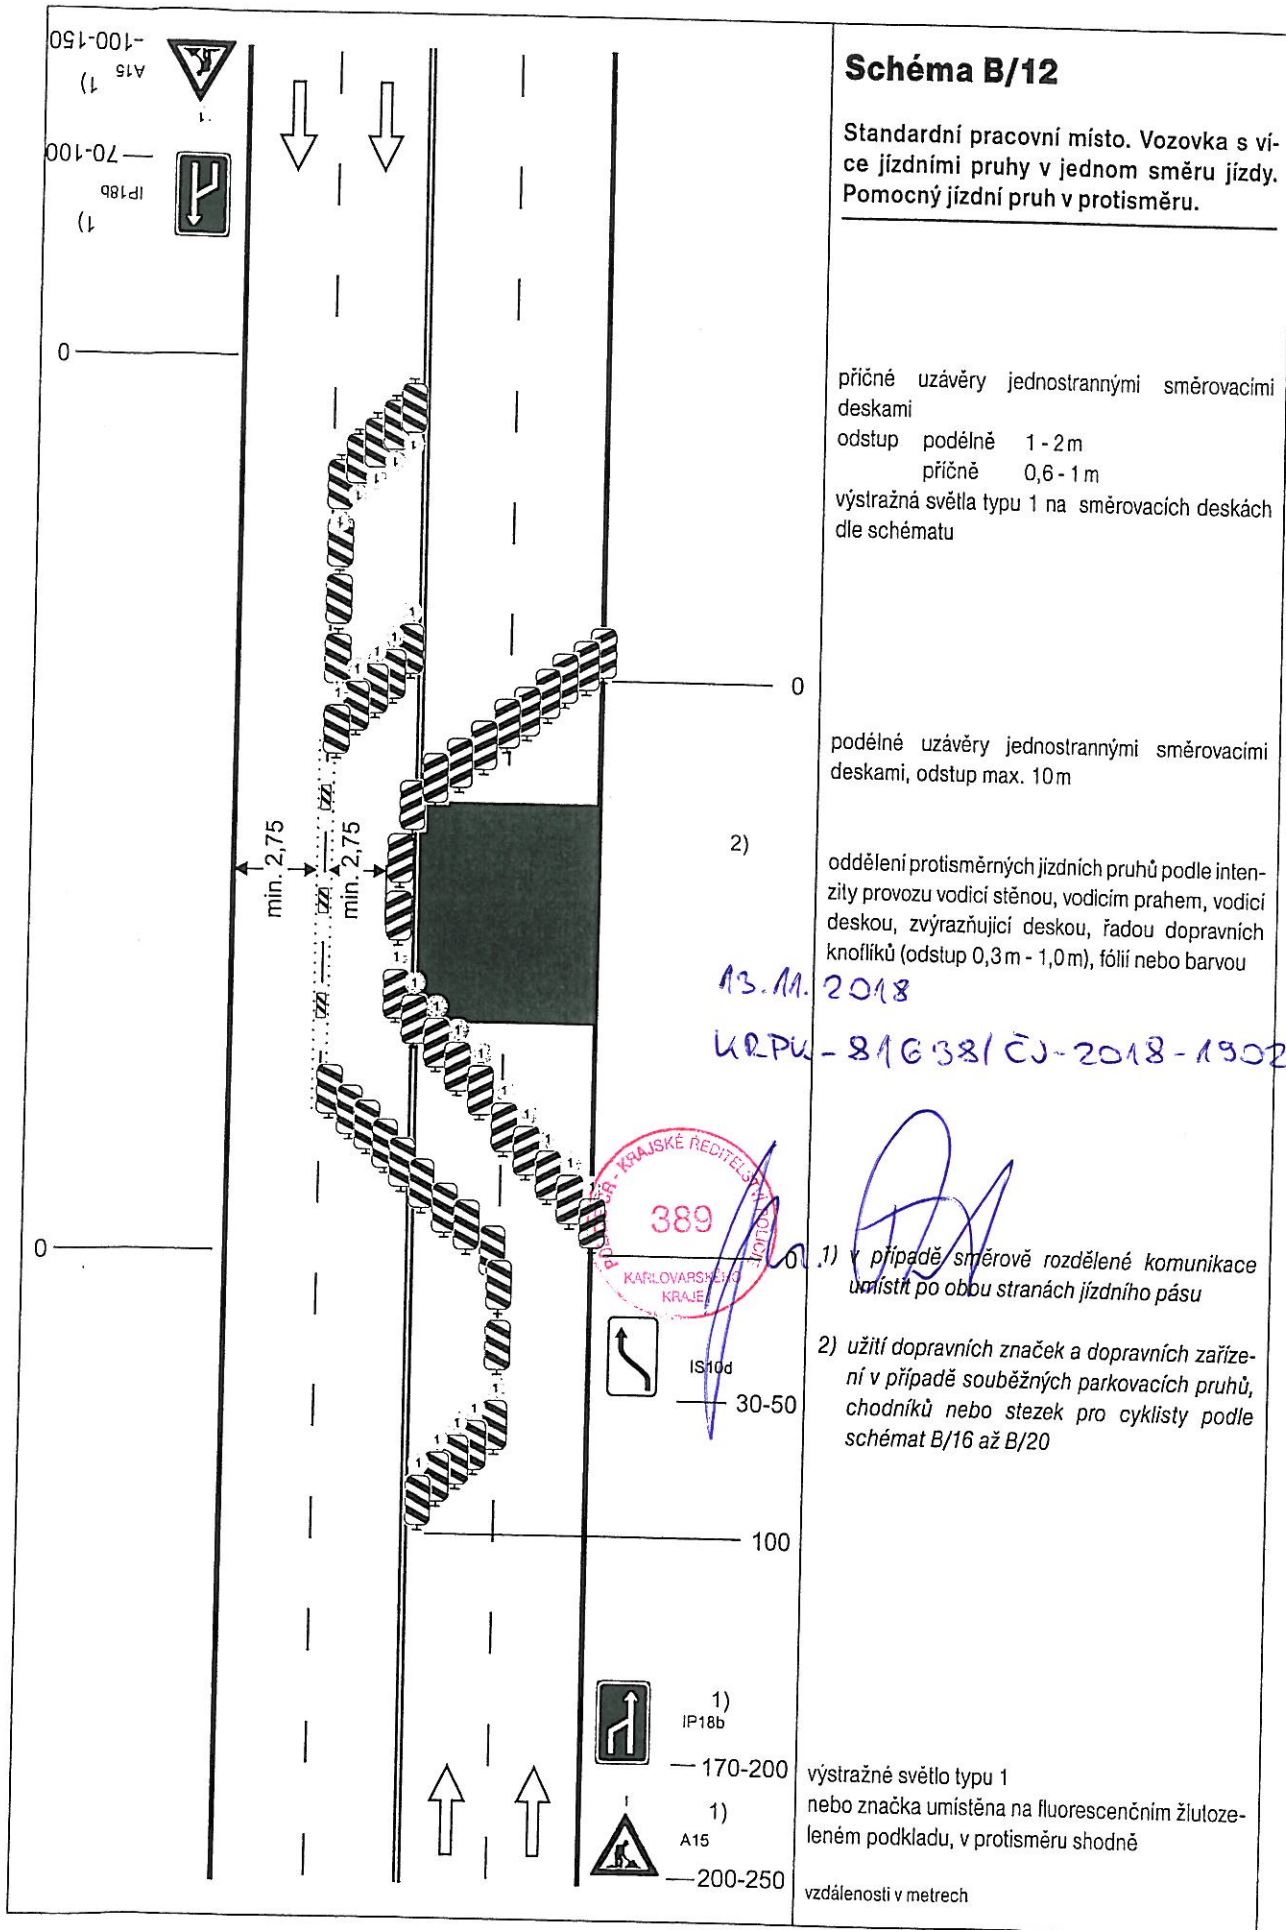 -100-150
A15
1)
70-100
IP18b
1)
0
Schéma B/12
Standardní pracovní místo. Vozovka s ví-
ce jízdními pruhy v jednom směru jízdy.
Pomocný jízdní pruh v protisměru.
příčné uzávěry jednostrannými směrovacími
deskami
odstup podélně 1 - 2 m
příčně 0,6 - 1 m
výstražná světla typu 1 na směrovacích deskách
dle schématu
0
podélné uzávěry jednostrannými směrovacími
deskami, odstup max. 10 m
min. 2,75
min. 2,75
2)
oddělení protisměrných jízdních pruhů podle inten-
zity provozu vodicí stěnou, vodicím prahem, vodicí
deskou, zvýrazňující deskou, řadou dopravních
knoflíků (odstup 0,3 m - 1,0 m), fólií nebo barvou
13.11.2018
KRPK-81638/ČJ-2018-1902
POLICIE ČR - KRAJSKÉ ŘEDITELSTVÍ POLICIE
389
KARLOVARSKÉHO
KRAJE
0
0
1) v případě směrově rozdělené komunikace
umístit po obou stranách jízdního pásu
IS10d
30-50
2) užití dopravních značek a dopravních zaříze-
ní v případě souběžných parkovacích pruhů,
chodníků nebo stezek pro cyklisty podle
schémat B/16 až B/20
100
1)
IP18b
170-200
1)
A15
200-250
výstražné světlo typu 1
nebo značka umístěna na fluorescenčním žlutoze-
leném podkladu, v protisměru shodně
vzdálenosti v metrech